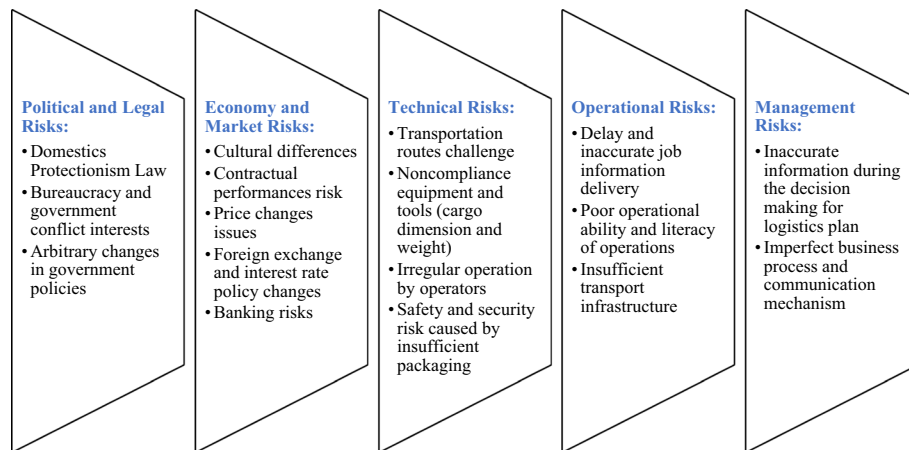 Political and Legal
Risks:
• Domestics
Protectionism Law
• Bureaucracy and
government
conflict interests
• Arbitrary changes
in government
policies
Economy and
Market Risks:
• Cultural differences
• Contractual
performances risk
• Price changes
issues
• Foreign exchange
and interest rate
policy changes
• Banking risks
Technical Risks:
• Transportation
routes challenge
• Noncompliance
equipment and
tools (cargo
dimension and
weight)
• Irregular operation
by operators
• Safety and security
risk caused by
insufficient
packaging
Operational Risks:
• Delay and
inaccurate job
information
delivery
• Poor operational
ability and literacy
of operations
• Insufficient
transport
infrastructure
Management
Risks:
• Inaccurate
information during
the decision
making for
logistics plan
• Imperfect business
process and
communication
mechanism